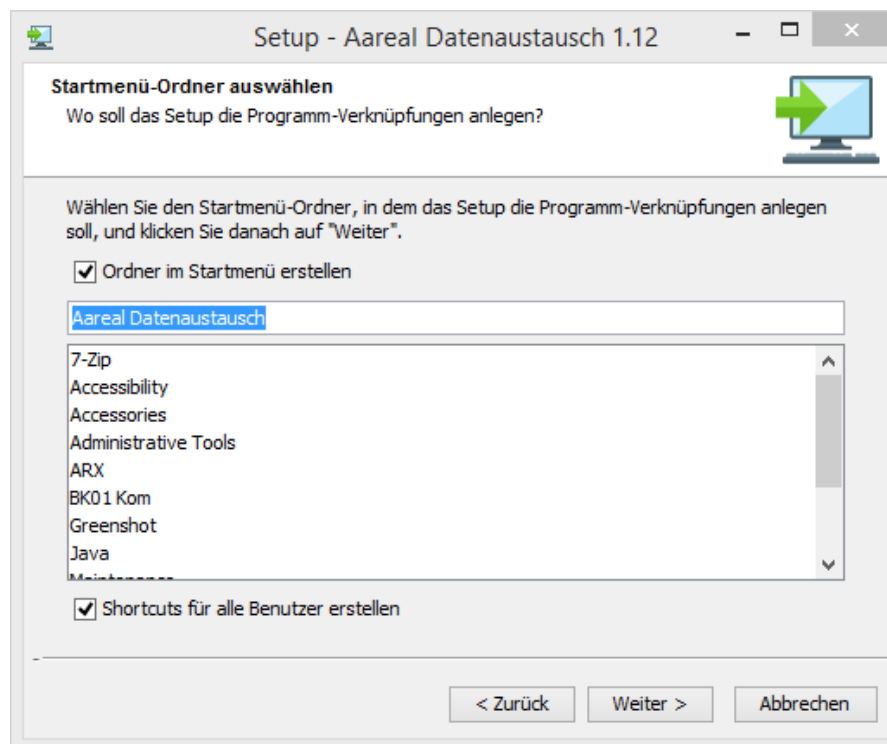 Setup - Aareal Datenaustausch 1.12
Startmenü-Ordner auswählen
Wo soll das Setup die Programm-Verknüpfungen anlegen?
Wählen Sie den Startmenü-Ordner, in dem das Setup die Programm-Verknüpfungen anlegen
soll, und klicken Sie danach auf "Weiter".
Ordner im Startmenü erstellen
Aareal Datenaustausch
7-Zip
Accessibility
Accessories
Administrative Tools
ARX
BK01 Kom
Greenshot
Java
Maintenance
Shortcuts für alle Benutzer erstellen
< Zurück
Weiter >
Abbrechen